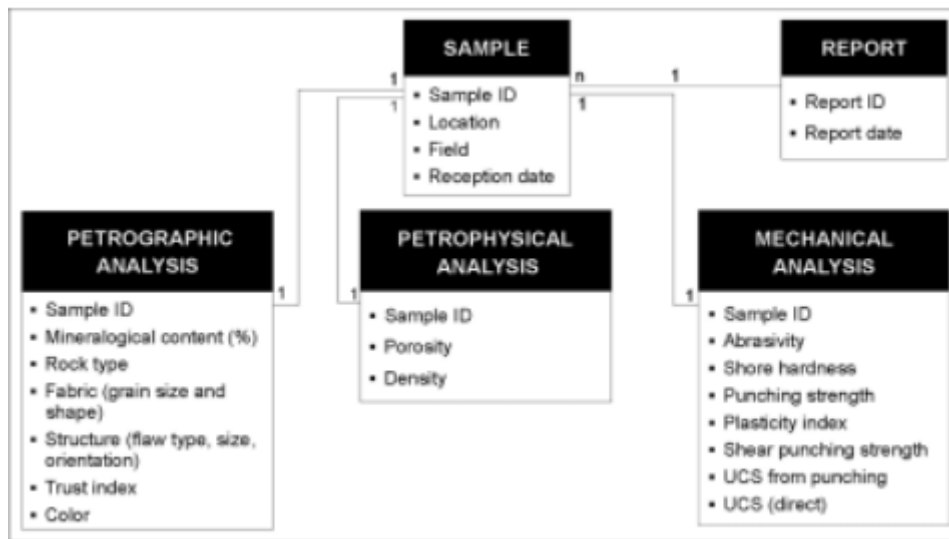 SAMPLE
1
n
1
1
1
▪ Sample ID
▪ Location
▪ Field
▪ Reception date
REPORT
▪ Report ID
▪ Report date
PETROGRAPHIC
ANALYSIS
1
▪ Sample ID
▪ Mineralogical content (%)
▪ Rock type
▪ Fabric (grain size and
shape)
▪ Structure (flaw type, size,
orientation)
▪ Trust index
▪ Color
PETROPHYSICAL
ANALYSIS
1
▪ Sample ID
▪ Porosity
▪ Density
MECHANICAL
ANALYSIS
1
▪ Sample ID
▪ Abrasivity
▪ Shore hardness
▪ Punching strength
▪ Plasticity index
▪ Shear punching strength
▪ UCS from punching
▪ UCS (direct)